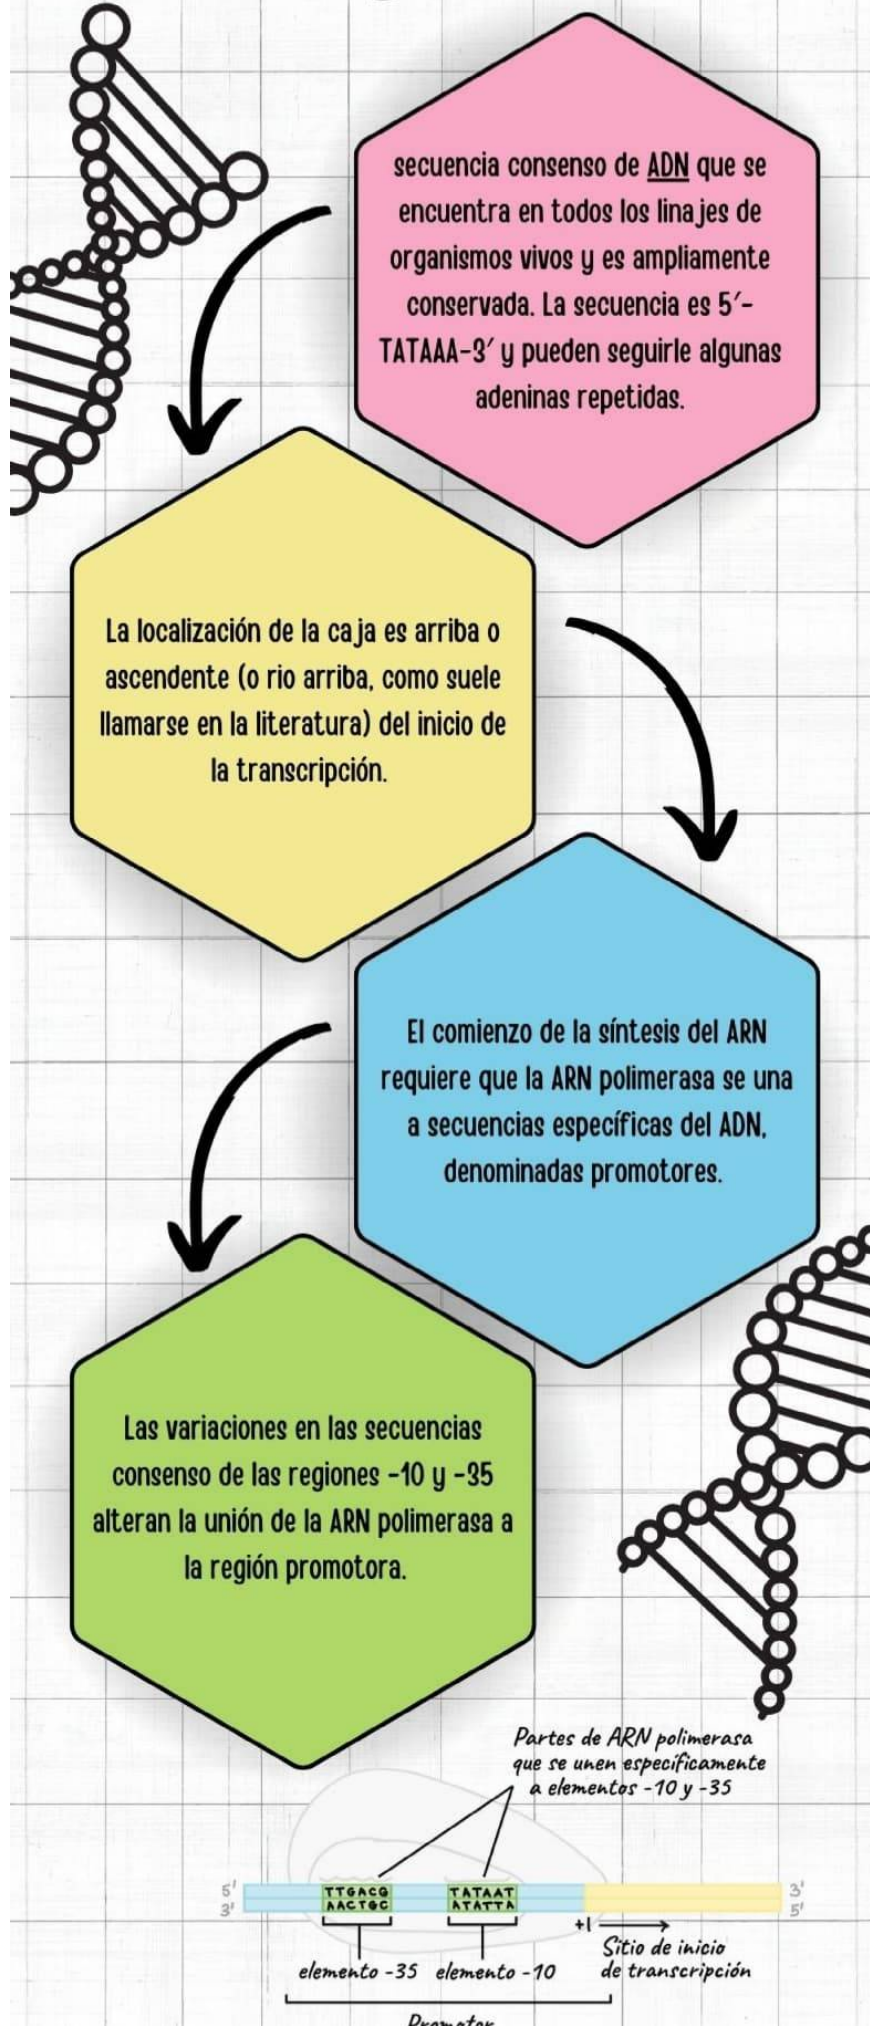 secuencia consenso de ADN que se
encuentra en todos los linajes de
organismos vivos y es ampliamente
conservada. La secuencia es 5′-
TATAAA-3′ y pueden seguirle algunas
adeninas repetidas.
La localización de la caja es arriba o
ascendente (o rio arriba, como suele
llamarse en la literatura) del inicio de
la transcripción.
El comienzo de la síntesis del ARN
requiere que la ARN polimerasa se una
a secuencias específicas del ADN,
denominadas promotores.
Las variaciones en las secuencias
consenso de las regiones -10 y -35
alteran la unión de la ARN polimerasa a
la región promotora.
Partes de ARN polimerasa
que se unen específicamente
a elementos -10 y -35
5' TTGACG TATAAT 3'
3' AACTGC ATATTA 5'
+1
Sitio de inicio
de transcripción
elemento -35 elemento -10
Promotor